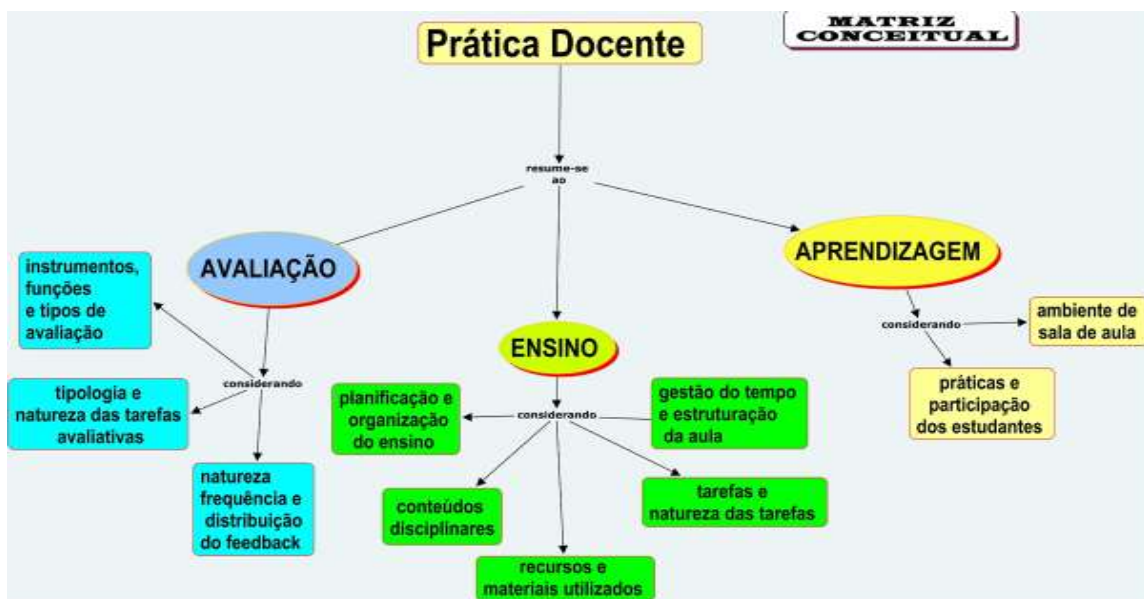 MATRIZ
CONCEITUAL
Prática Docente
resume-se
ao
AVALIAÇÃO
instrumentos,
funções
e tipos de
avaliação
considerando
tipologia e
natureza das tarefas
avaliativas
natureza
frequência e
distribuição
do feedback
ENSINO
considerando
planificação e
organização
do ensino
gestão do tempo
e estruturação
da aula
conteúdos
disciplinares
tarefas e
natureza das tarefas
recursos e
materiais utilizados
APRENDIZAGEM
considerando
ambiente de
sala de aula
práticas e
participação
dos estudantes